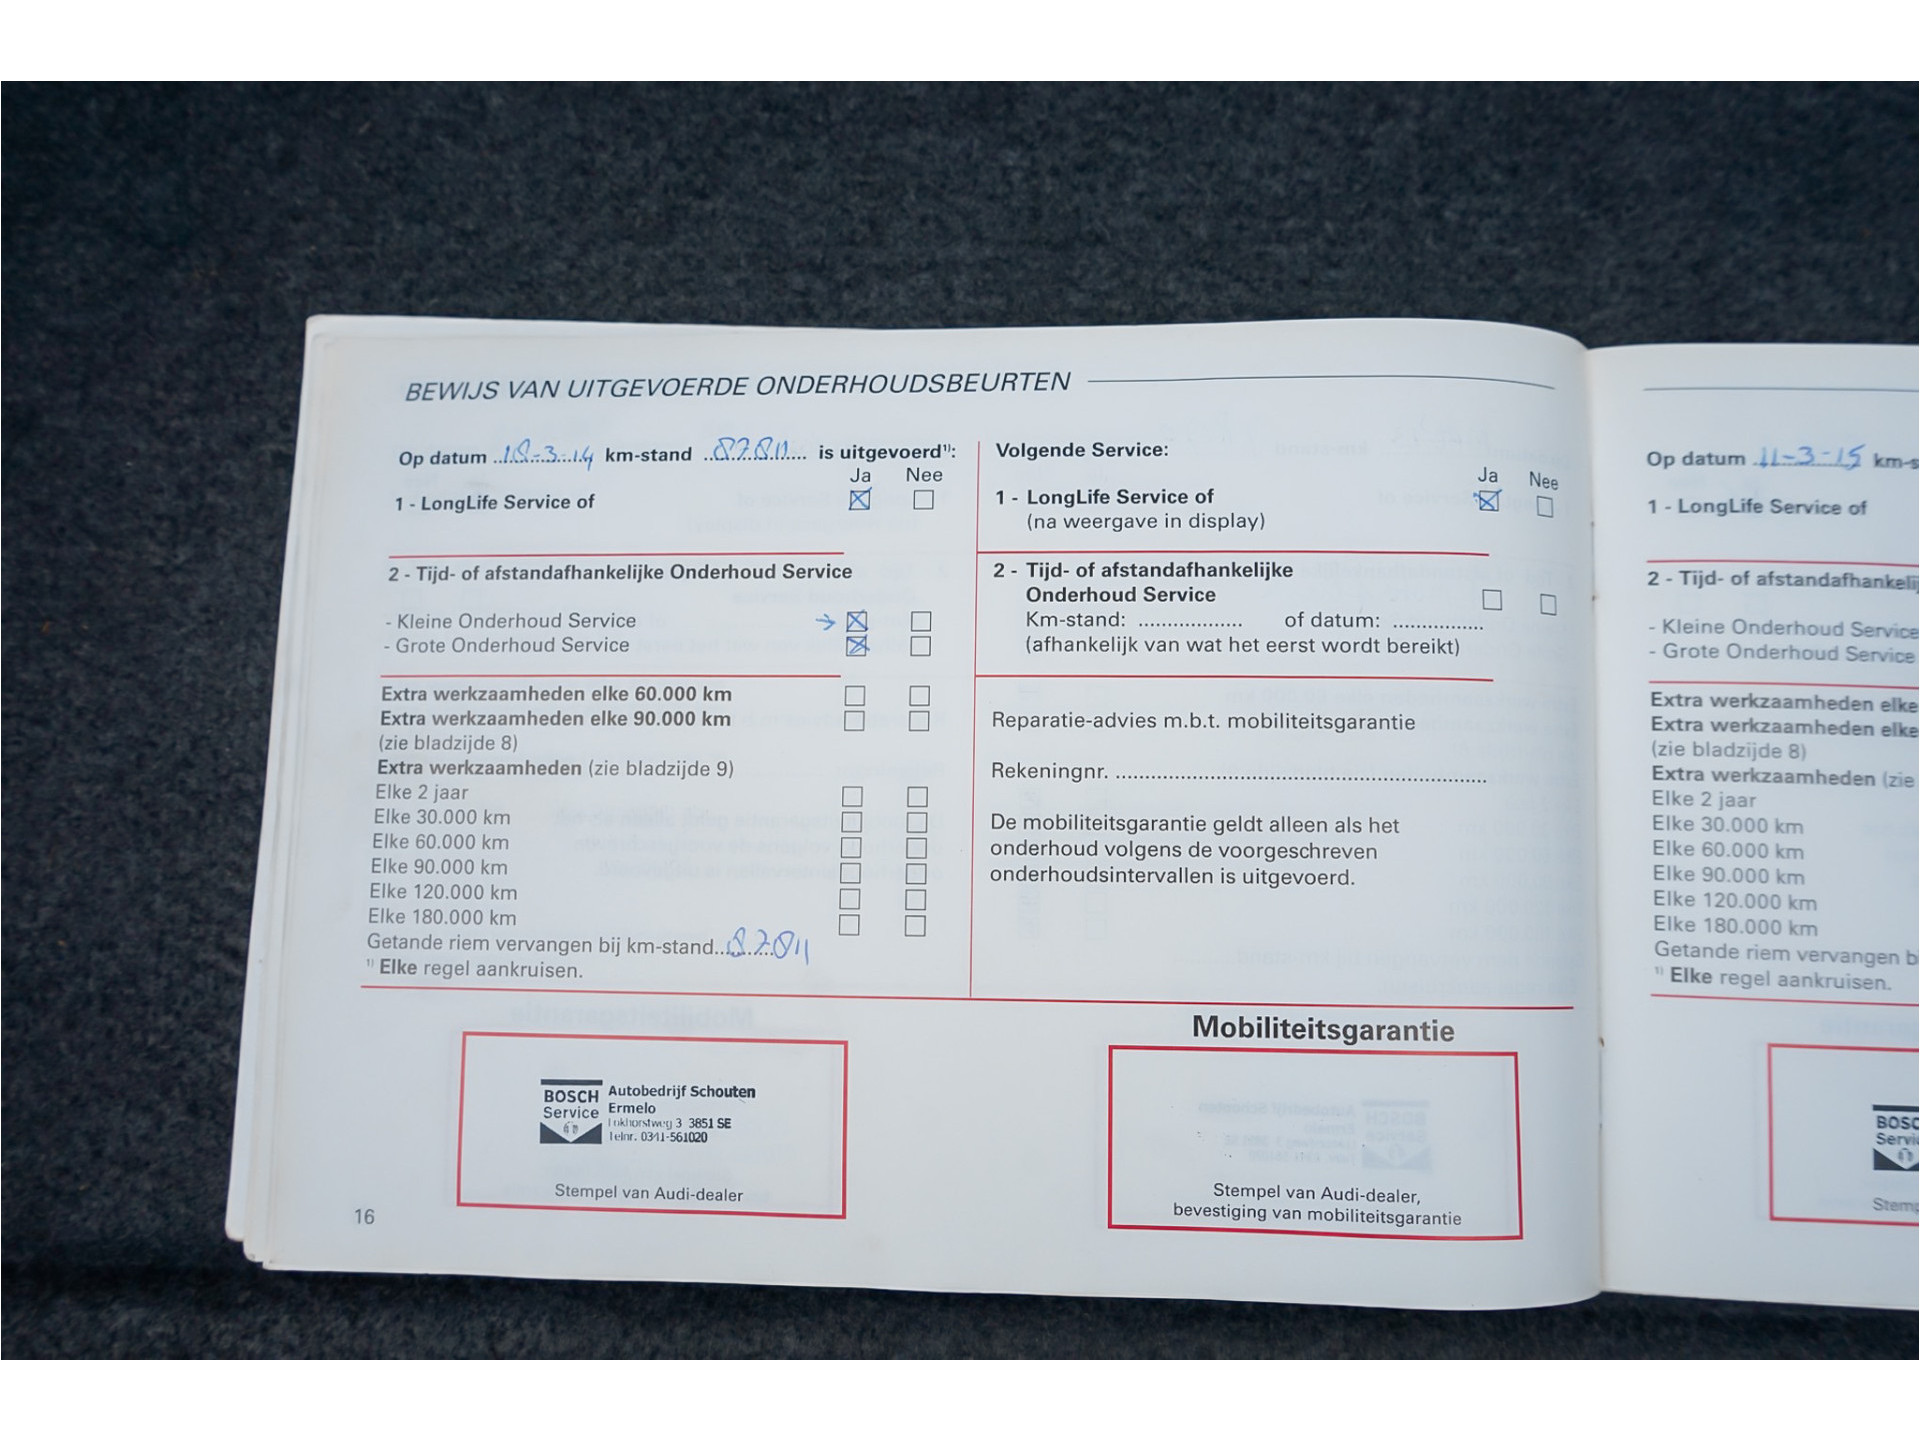 BEWIJS VAN UITGEVOERDE ONDERHOUDSBEURTEN
Op datum 18-3-14 km-stand 87811 is uitgevoerd¹⁾:
Ja Nee
1 - LongLife Service of
2 - Tijd- of afstandafhankelijke Onderhoud Service
- Kleine Onderhoud Service
- Grote Onderhoud Service
Extra werkzaamheden elke 60.000 km
Extra werkzaamheden elke 90.000 km
(zie bladzijde 8)
Extra werkzaamheden (zie bladzijde 9)
Elke 2 jaar
Elke 30.000 km
Elke 60.000 km
Elke 90.000 km
Elke 120.000 km
Elke 180.000 km
Getande riem vervangen bij km-stand 87811
¹⁾ Elke regel aankruisen.
BOSCH
Service
Autobedrijf Schouten
Ermelo
Lokhorstweg 3 3851 SE
Telnr. 0341-561020
Stempel van Audi-dealer
16
Volgende Service:
Ja Nee
1 - LongLife Service of
(na weergave in display)
2 - Tijd- of afstandafhankelijke
Onderhoud Service
Km-stand: .................. of datum: ...............
(afhankelijk van wat het eerst wordt bereikt)
Reparatie-advies m.b.t. mobiliteitsgarantie
Rekeningnr. ...............................................................
De mobiliteitsgarantie geldt alleen als het
onderhoud volgens de voorgeschreven
onderhoudsintervallen is uitgevoerd.
Mobiliteitsgarantie
Stempel van Audi-dealer,
bevestiging van mobiliteitsgarantie
Op datum 11-3-15 km-s
1 - LongLife Service of
2 - Tijd- of afstandafhankelij
- Kleine Onderhoud Service
- Grote Onderhoud Service
Extra werkzaamheden elke
Extra werkzaamheden elke
(zie bladzijde 8)
Extra werkzaamheden (zie
Elke 2 jaar
Elke 30.000 km
Elke 60.000 km
Elke 90.000 km
Elke 120.000 km
Elke 180.000 km
Getande riem vervangen b
¹⁾ Elke regel aankruisen.
BOSC
Servic
Stemp